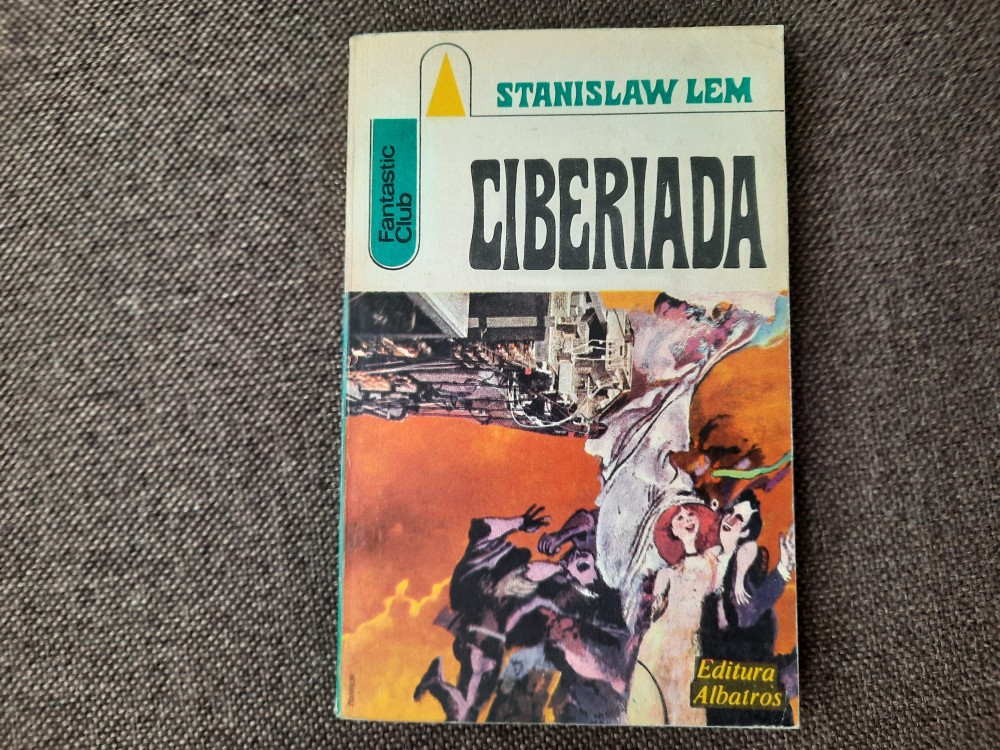 STANISLAW LEM
Fantastic
Club
CIBERIADA
Editura
Albatros